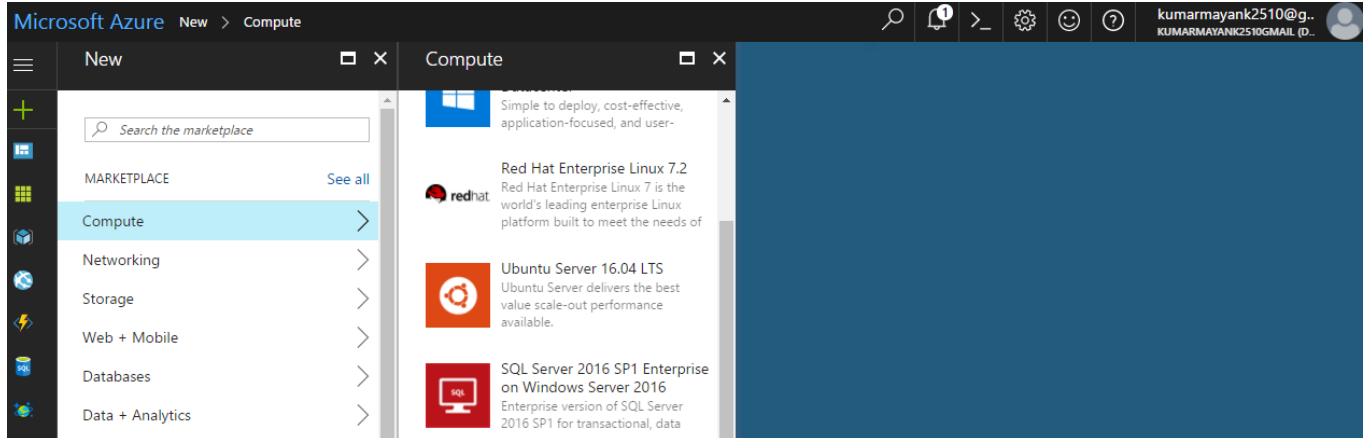 Microsoft Azure New > Compute
1
>_
?
kumarmayank2510@g..
KUMARMAYANK2510GMAIL (D..
New
Search the marketplace
MARKETPLACE See all
Compute
Networking
Storage
Web + Mobile
Databases
Data + Analytics
SQL
Compute
Datacenter
Simple to deploy, cost-effective,
application-focused, and user-
redhat
Red Hat Enterprise Linux 7.2
Red Hat Enterprise Linux 7 is the
world's leading enterprise Linux
platform built to meet the needs of
Ubuntu Server 16.04 LTS
Ubuntu Server delivers the best
value scale-out performance
available.
SQL
SQL Server 2016 SP1 Enterprise
on Windows Server 2016
Enterprise version of SQL Server
2016 SP1 for transactional, data